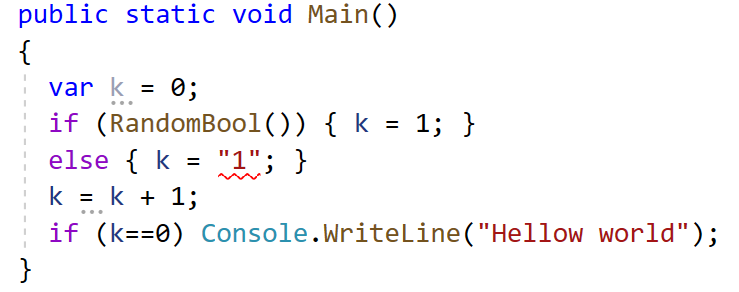 public static void Main()
{
var k = 0;
if (RandomBool()) { k = 1; }
else { k = "1"; }
k = k + 1;
if (k==0) Console.WriteLine("Hellow world");
}